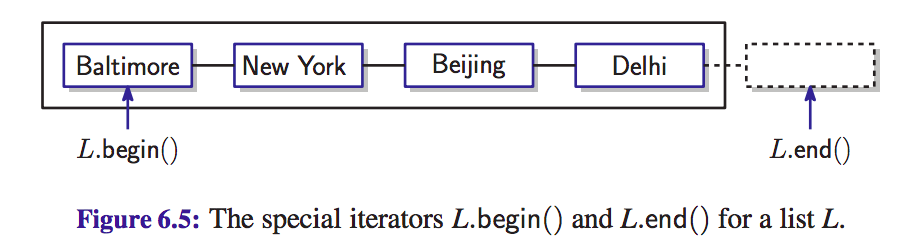 Baltimore New York Beijing Delhi
L.begin() L.end()
Figure 6.5: The special iterators L.begin() and L.end() for a list L.